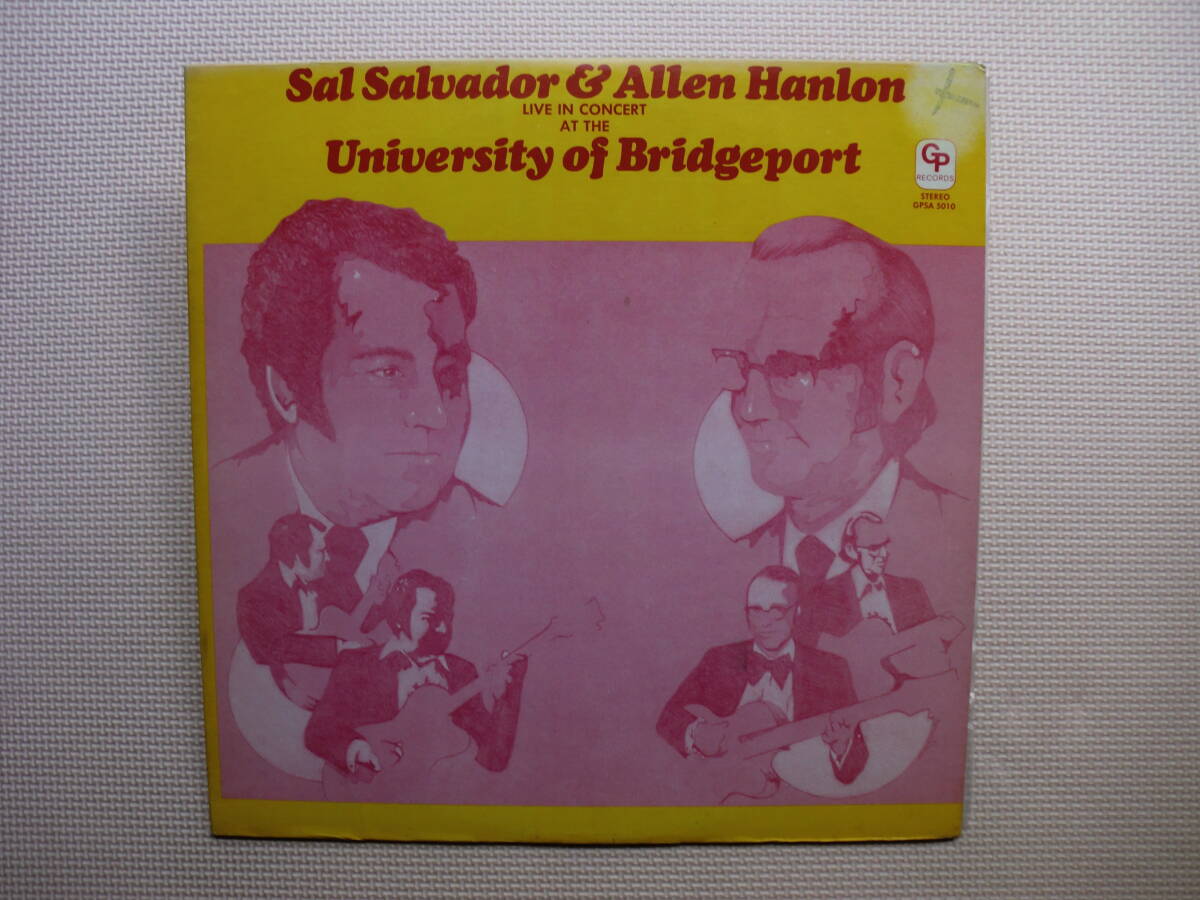 Sal Salvador & Allen Hanlon
LIVE IN CONCERT
AT THE
University of Bridgeport
GP
RECORDS
STEREO
GPSA 5010